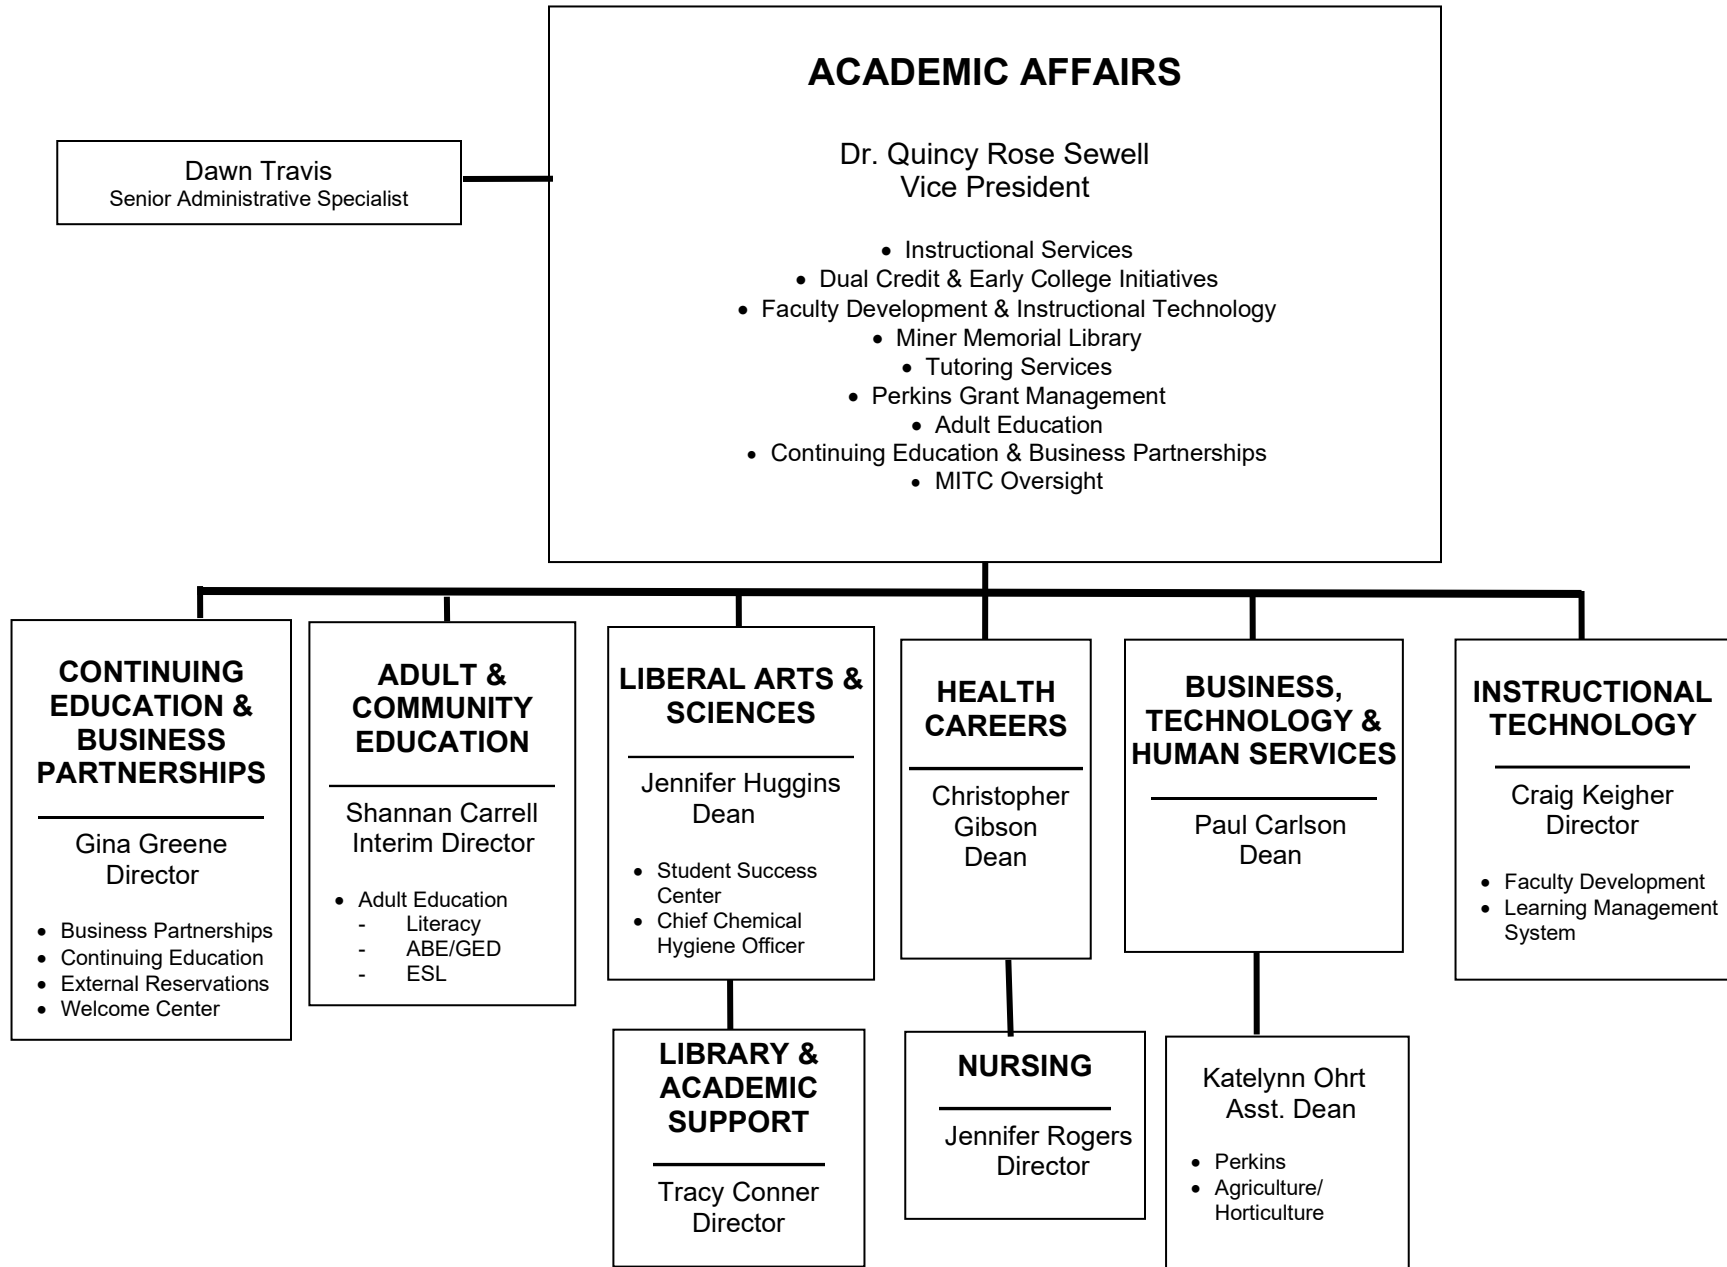 ACADEMIC AFFAIRS
Dr. Quincy Rose Sewell
Vice President
• Instructional Services
• Dual Credit & Early College Initiatives
• Faculty Development & Instructional Technology
• Miner Memorial Library
• Tutoring Services
• Perkins Grant Management
• Adult Education
• Continuing Education & Business Partnerships
• MITC Oversight
Dawn Travis
Senior Administrative Specialist
CONTINUING
EDUCATION &
BUSINESS
PARTNERSHIPS
Gina Greene
Director
• Business Partnerships
• Continuing Education
• External Reservations
• Welcome Center
ADULT &
COMMUNITY
EDUCATION
Shannan Carrell
Interim Director
• Adult Education
- Literacy
- ABE/GED
- ESL
LIBERAL ARTS &
SCIENCES
Jennifer Huggins
Dean
• Student Success
Center
• Chief Chemical
Hygiene Officer
HEALTH
CAREERS
Christopher
Gibson
Dean
BUSINESS,
TECHNOLOGY &
HUMAN SERVICES
Paul Carlson
Dean
INSTRUCTIONAL
TECHNOLOGY
Craig Keigher
Director
• Faculty Development
• Learning Management
System
LIBRARY &
ACADEMIC
SUPPORT
Tracy Conner
Director
NURSING
Jennifer Rogers
Director
Katelynn Ohrt
Asst. Dean
• Perkins
• Agriculture/
Horticulture